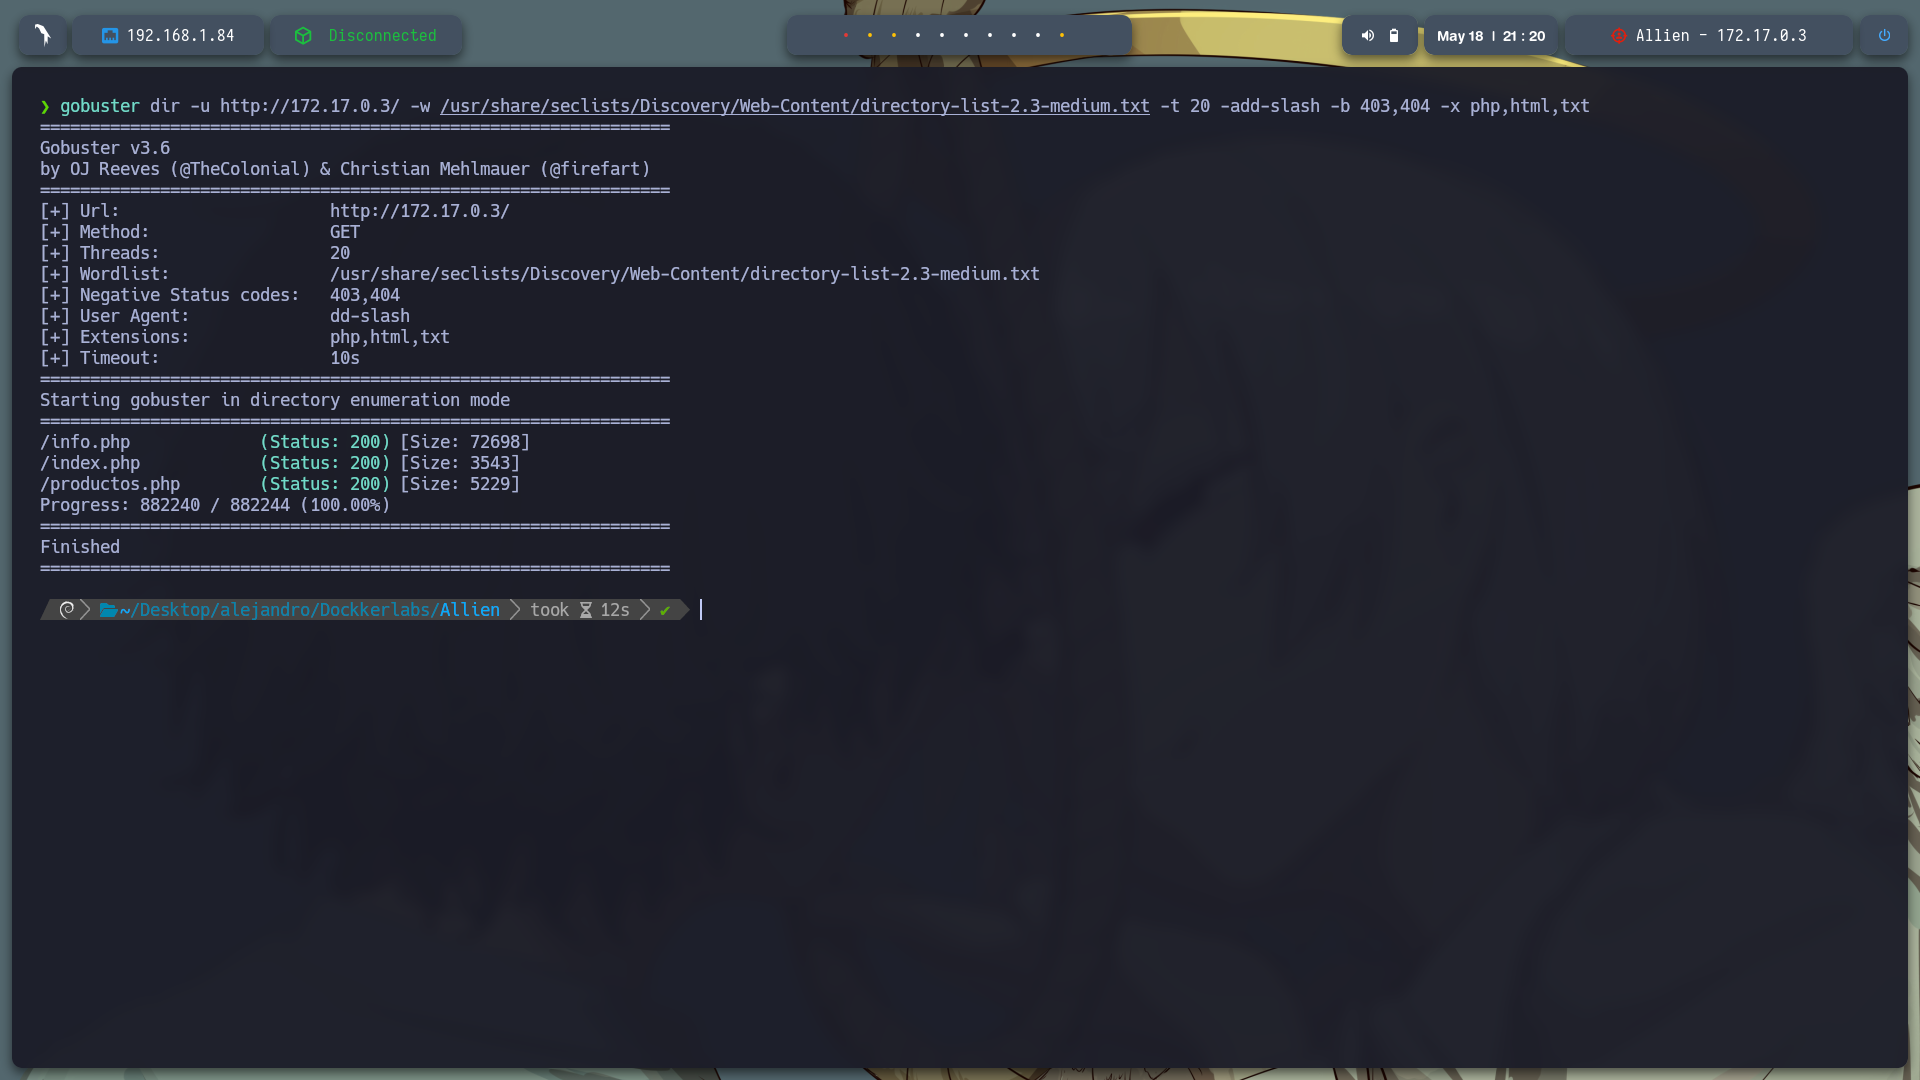 192.168.1.84
Disconnected
May 18 | 21 : 20
Allien - 172.17.0.3
❯ gobuster dir -u http://172.17.0.3/ -w /usr/share/seclists/Discovery/Web-Content/directory-list-2.3-medium.txt -t 20 -add-slash -b 403,404 -x php,html,txt
===============================================================
Gobuster v3.6
by OJ Reeves (@TheColonial) & Christian Mehlmauer (@firefart)
===============================================================
[+] Url: http://172.17.0.3/
[+] Method: GET
[+] Threads: 20
[+] Wordlist: /usr/share/seclists/Discovery/Web-Content/directory-list-2.3-medium.txt
[+] Negative Status codes: 403,404
[+] User Agent: dd-slash
[+] Extensions: php,html,txt
[+] Timeout: 10s
===============================================================
Starting gobuster in directory enumeration mode
===============================================================
/info.php (Status: 200) [Size: 72698]
/index.php (Status: 200) [Size: 3543]
/productos.php (Status: 200) [Size: 5229]
Progress: 882240 / 882244 (100.00%)
===============================================================
Finished
===============================================================
~/Desktop/alejandro/Dockkerlabs/Allien took 12s ✔